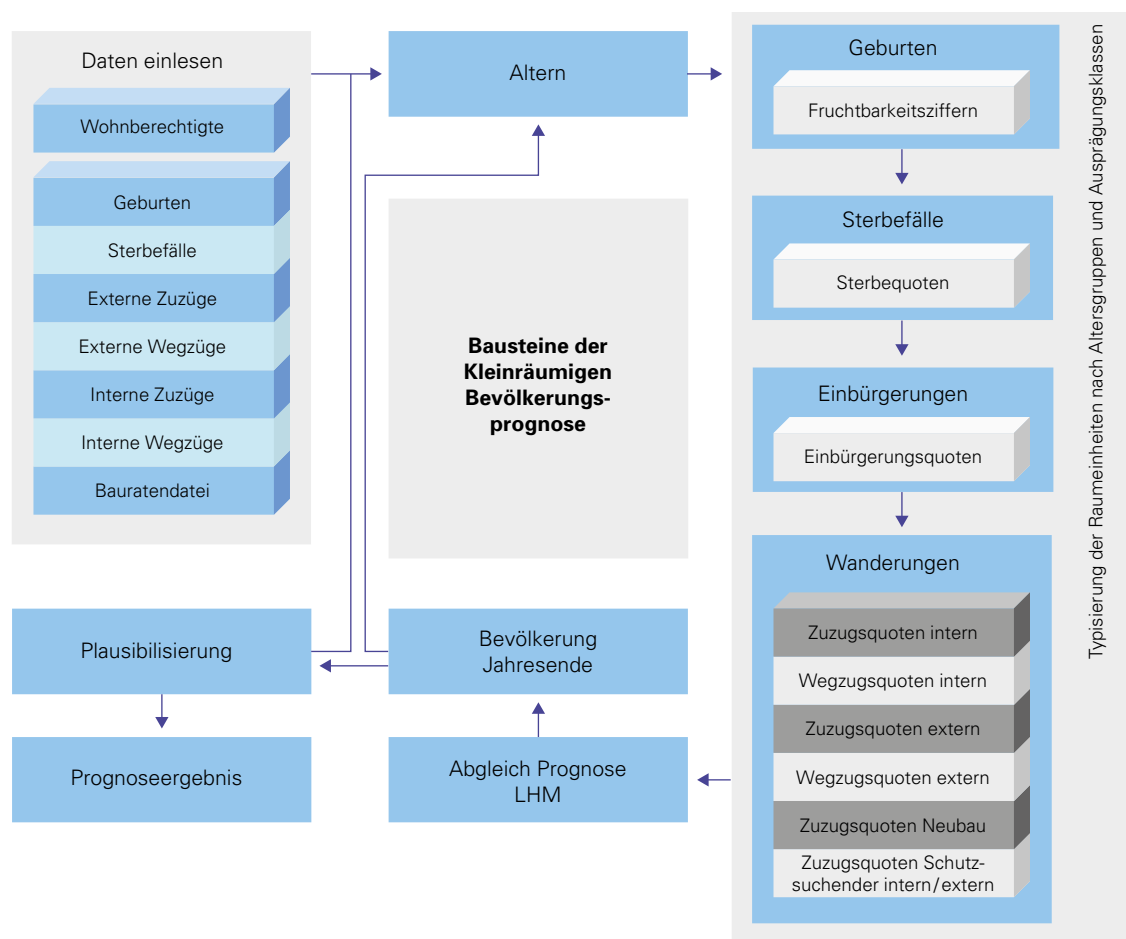 Daten einlesen
Wohnberechtigte
Geburten
Sterbefälle
Externe Zuzüge
Externe Wegzüge
Interne Zuzüge
Interne Wegzüge
Bauratendatei
Altern
Bausteine der
Kleinräumigen
Bevölkerungs-
prognose
Geburten
Fruchtbarkeitsziffern
Sterbefälle
Sterbequoten
Einbürgerungen
Einbürgerungsquoten
Wanderungen
Zuzugsquoten intern
Wegzugsquoten intern
Zuzugsquoten extern
Wegzugsquoten extern
Zuzugsquoten Neubau
Zuzugsquoten Schutz-
suchender intern/extern
Typisierung der Raumeinheiten nach Altersgruppen und Ausprägungsklassen
Abgleich Prognose
LHM
Bevölkerung
Jahresende
Plausibilisierung
Prognoseergebnis